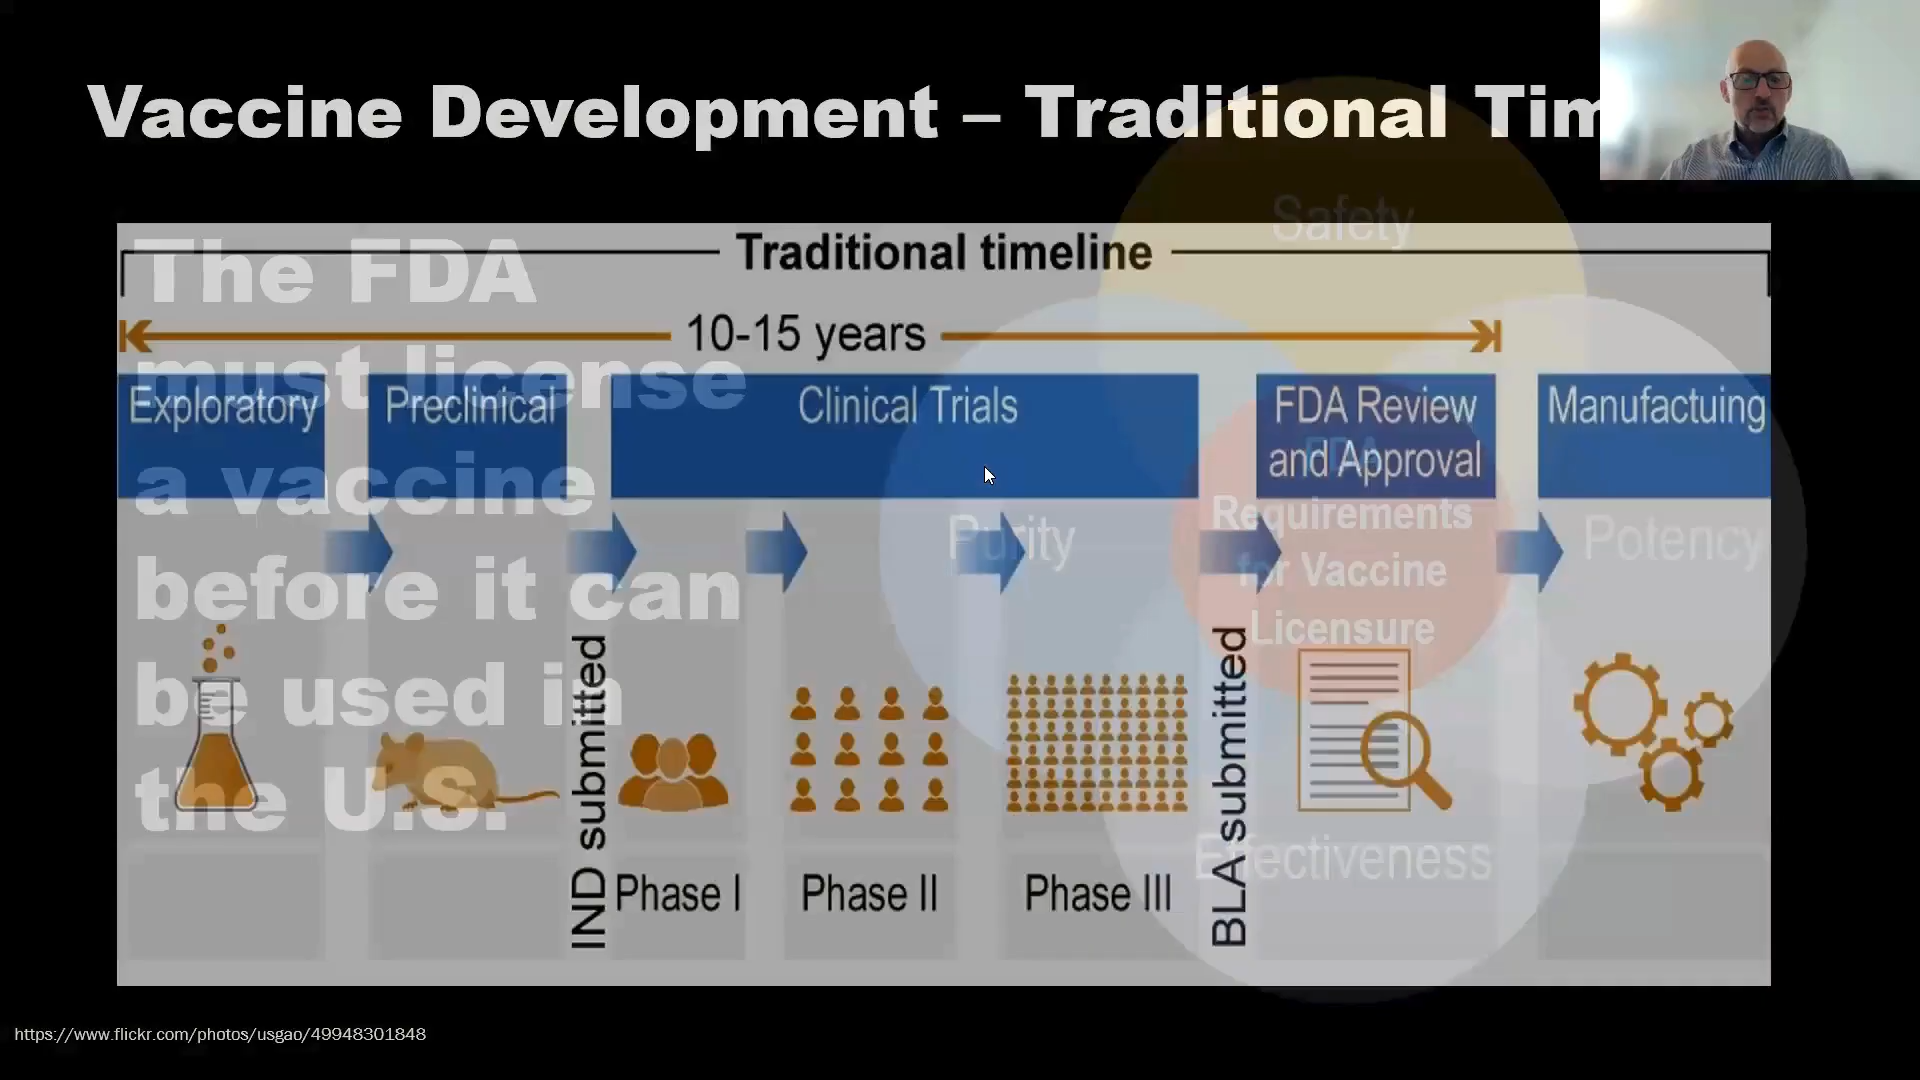 Vaccine Development – Traditional Tim
Traditional timeline
10-15 years
Exploratory
Preclinical
Clinical Trials
FDA Review
and Approval
Manufactuing
IND submitted
Phase I
Phase II
Phase III
BLA submitted
The FDA
must license
a vaccine
before it can
be used in
the U.S.
Safety
Purity
Potency
Effectiveness
FDA
Requirements
for Vaccine
Licensure
https://www.flickr.com/photos/usgao/49948301848